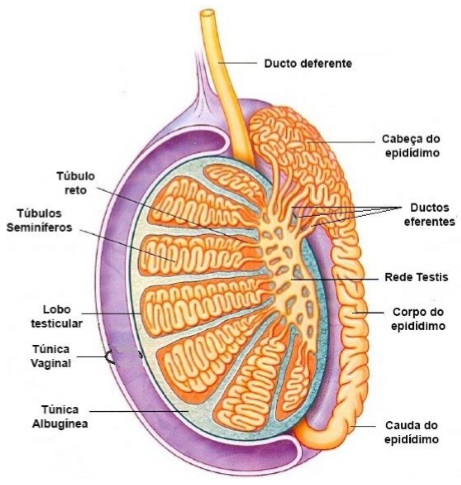 Ducto deferente
Cabeça do
epidídimo
Túbulo
reto
Ductos
eferentes
Túbulos
Seminíferos
Rede Testis
Lobo
testicular
Corpo do
epidídimo
Túnica
Vaginal
Túnica
Albugínea
Cauda do
epidídimo